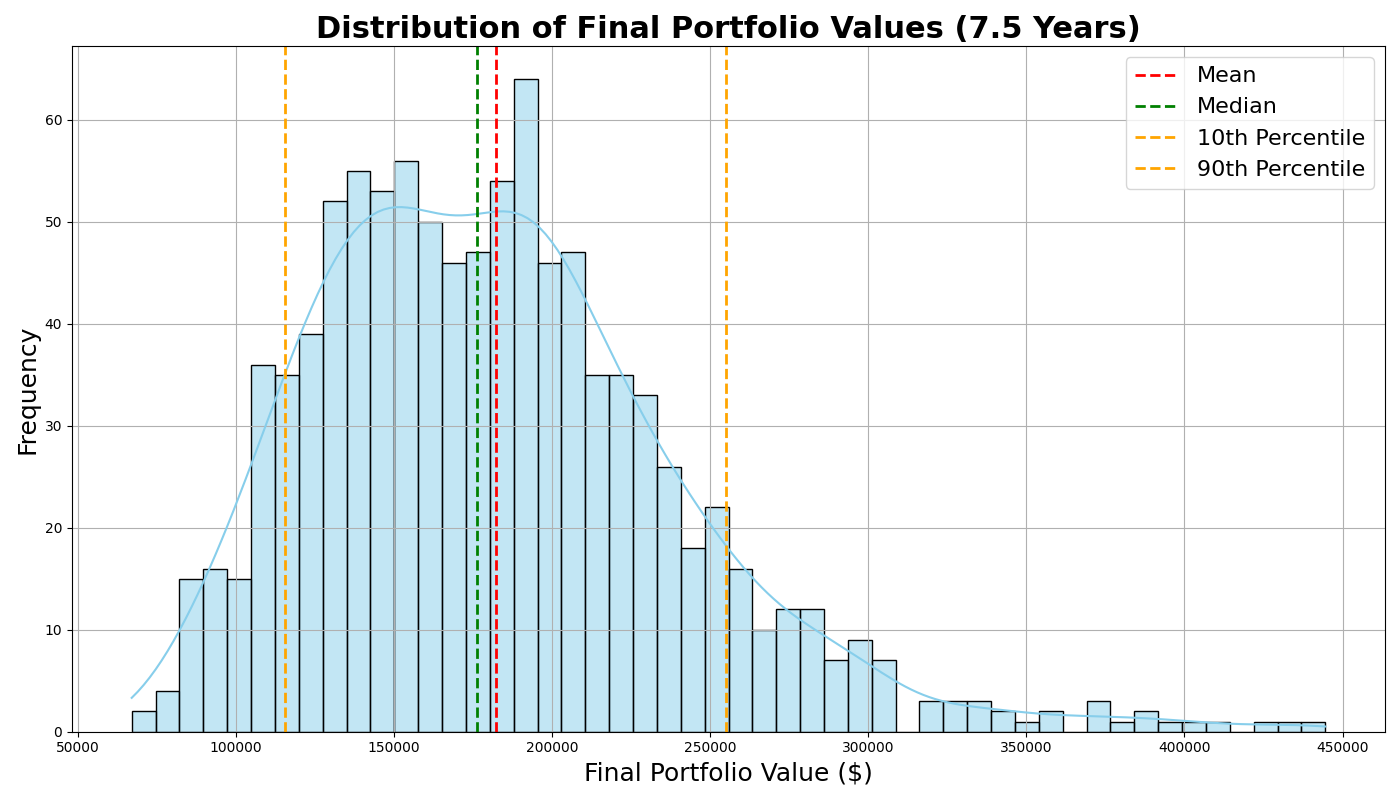 Distribution of Final Portfolio Values (7.5 Years)
Mean
Median
10th Percentile
90th Percentile
Frequency
60
50
40
30
20
10
0
50000 100000 150000 200000 250000 300000 350000 400000 450000
Final Portfolio Value ($)